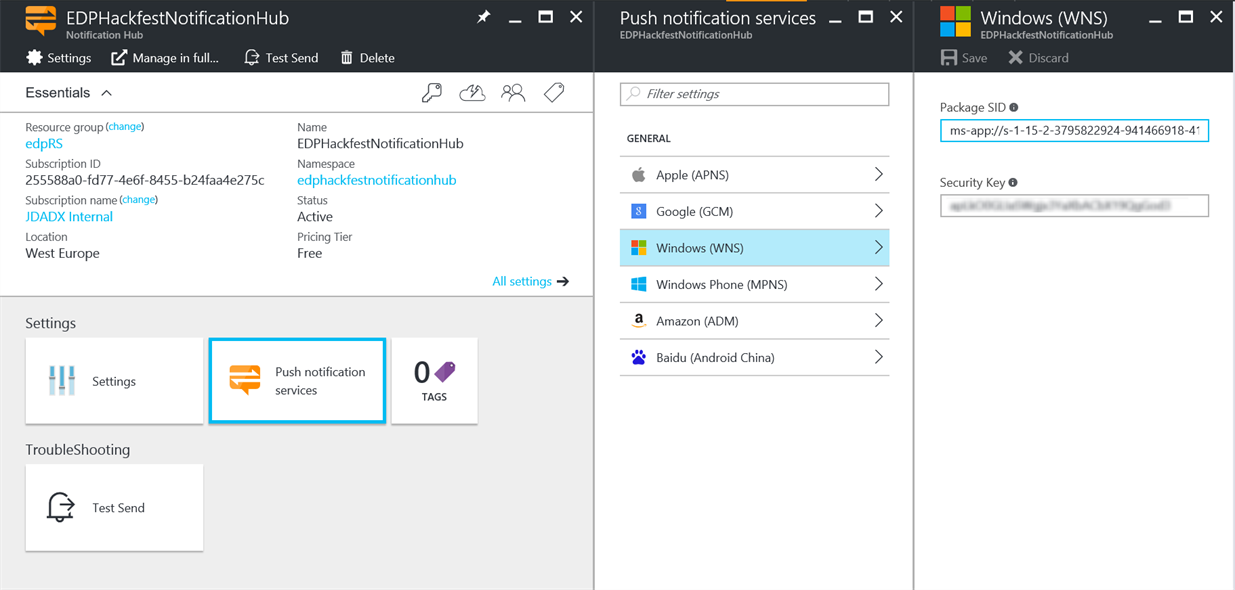 EDPHackfestNotificationHub
Notification Hub
Settings
Manage in full...
Test Send
Delete
Essentials
Resource group (change)
edpRS
Subscription ID
255588a0-fd77-4e6f-8455-b24faa4e275c
Subscription name (change)
JDADX Internal
Location
West Europe
Name
EDPHackfestNotificationHub
Namespace
edphackfestnotificationhub
Status
Active
Pricing Tier
Free
All settings
Settings
Settings
Push notification
services
0
TAGS
TroubleShooting
Test Send
Push notification services
EDPHackfestNotificationHub
Filter settings
GENERAL
Apple (APNS)
Google (GCM)
Windows (WNS)
Windows Phone (MPNS)
Amazon (ADM)
Baidu (Android China)
Windows (WNS)
EDPHackfestNotificationHub
Save
Discard
Package SID
ms-app://s-1-15-2-3795822924-941466918-41
Security Key